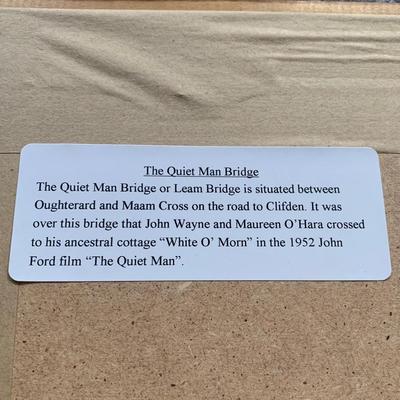 The Quiet Man Bridge
The Quiet Man Bridge or Leam Bridge is situated between
Oughterard and Maam Cross on the road to Clifden. It was
over this bridge that John Wayne and Maureen O’Hara crossed
to his ancestral cottage “White O’ Morn” in the 1952 John
Ford film “The Quiet Man”.